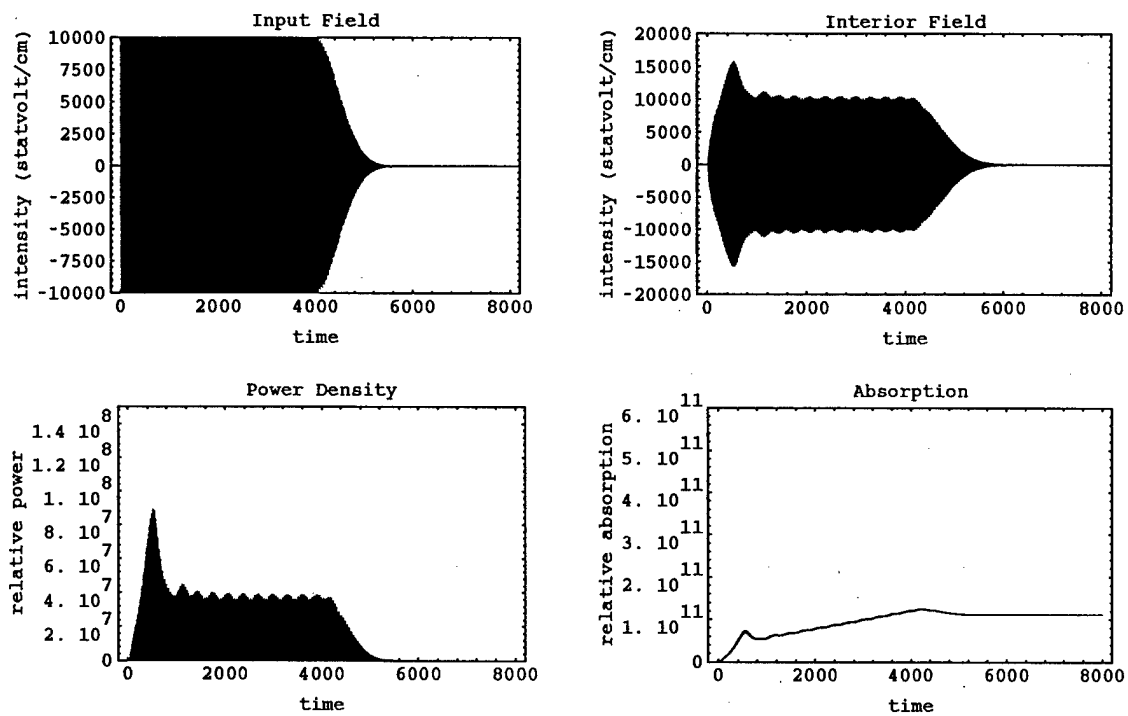 Input Field
intensity (statvolt/cm)
10000
7500
5000
2500
0
-2500
-5000
-7500
-10000
0 2000 4000 6000 8000
time
Interior Field
intensity (statvolt/cm)
20000
15000
10000
5000
0
-5000
-10000
-15000
-20000
0 2000 4000 6000 8000
time
Power Density
relative power
1.4 10^8
1.2 10^8
1. 10^8
8. 10^7
6. 10^7
4. 10^7
2. 10^7
0
0 2000 4000 6000 8000
time
Absorption
relative absorption
6. 10^11
5. 10^11
4. 10^11
3. 10^11
2. 10^11
1. 10^11
0
0 2000 4000 6000 8000
time